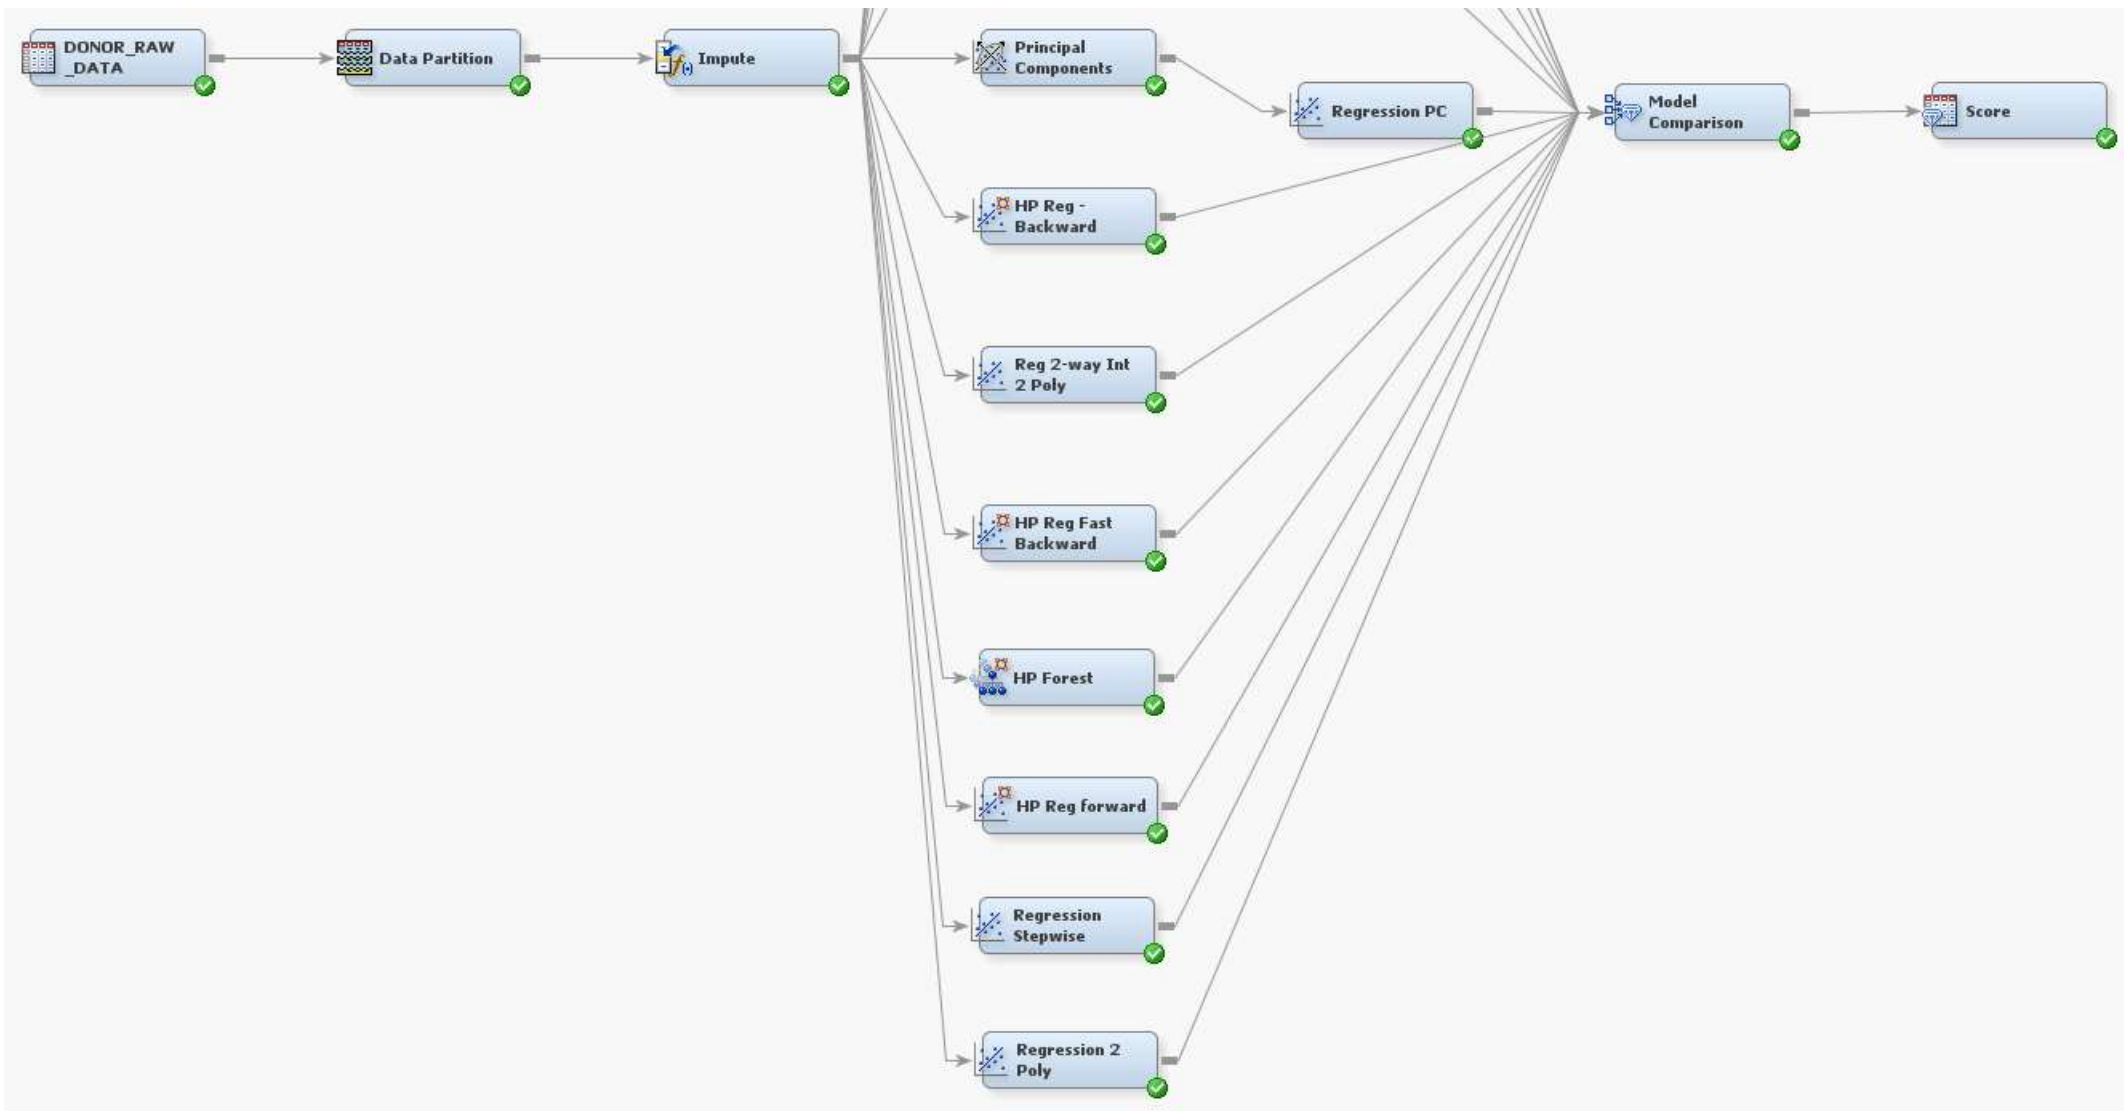 DONOR_RAW
_DATA
Data Partition
Impute
Principal
Components
Regression PC
Model
Comparison
Score
HP Reg -
Backward
Reg 2-way Int
2 Poly
HP Reg Fast
Backward
HP Forest
HP Reg forward
Regression
Stepwise
Regression 2
Poly